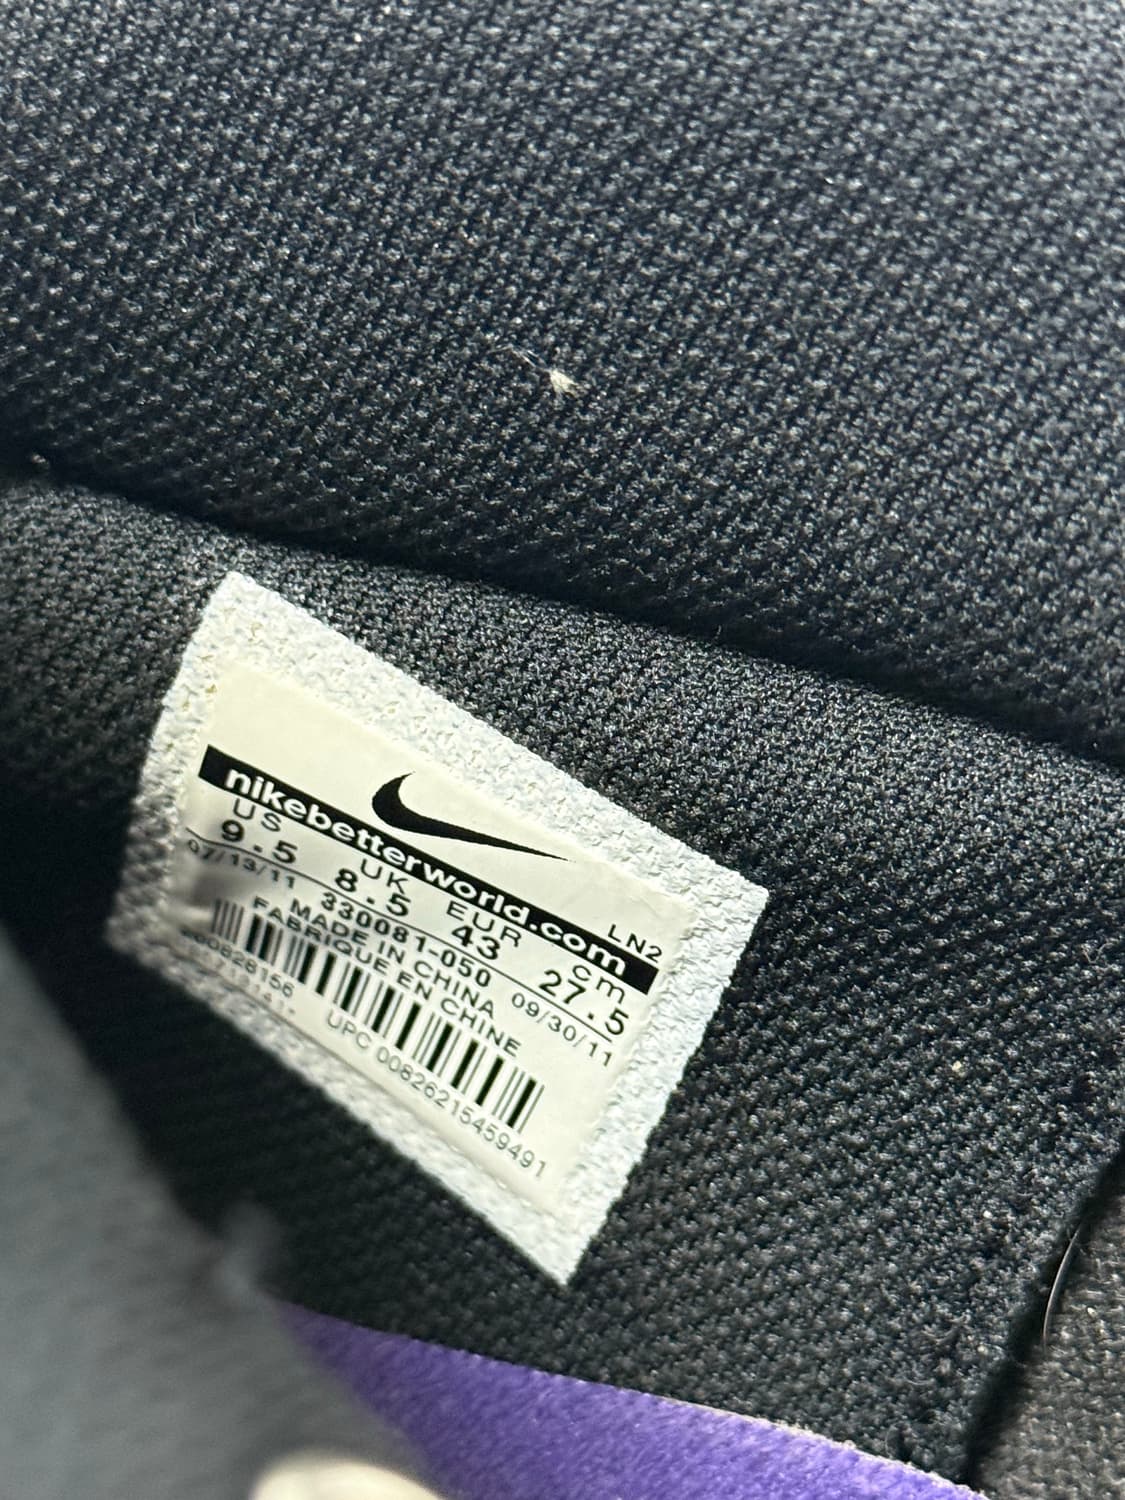 nikebetterworld.com
LN2
US UK EUR cm
9.5 8.5 43 27.5
07/13/11 330081-050 09/30/11
MADE IN CHINA
FABRIQUE EN CHINE
UPC 00826215459491